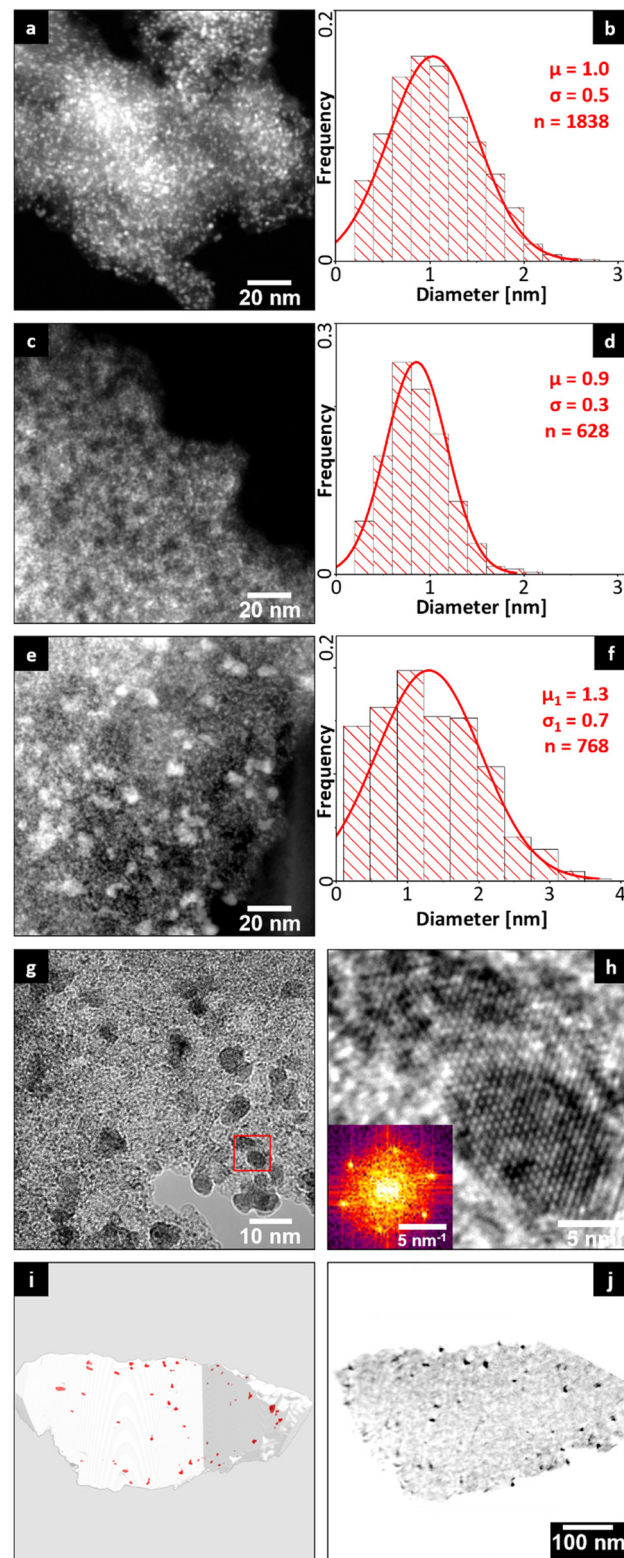 a
20 nm
b
0.2
Frequency
0
μ = 1.0
σ = 0.5
n = 1838
0 1 2 3
Diameter [nm]
c
20 nm
d
0.3
Frequency
0
μ = 0.9
σ = 0.3
n = 628
0 1 2 3
Diameter [nm]
e
20 nm
f
0.2
Frequency
0
μ₁ = 1.3
σ₁ = 0.7
n = 768
0 1 2 3 4
Diameter [nm]
g
10 nm
h
5 nm⁻¹
5 nm
i
j
100 nm